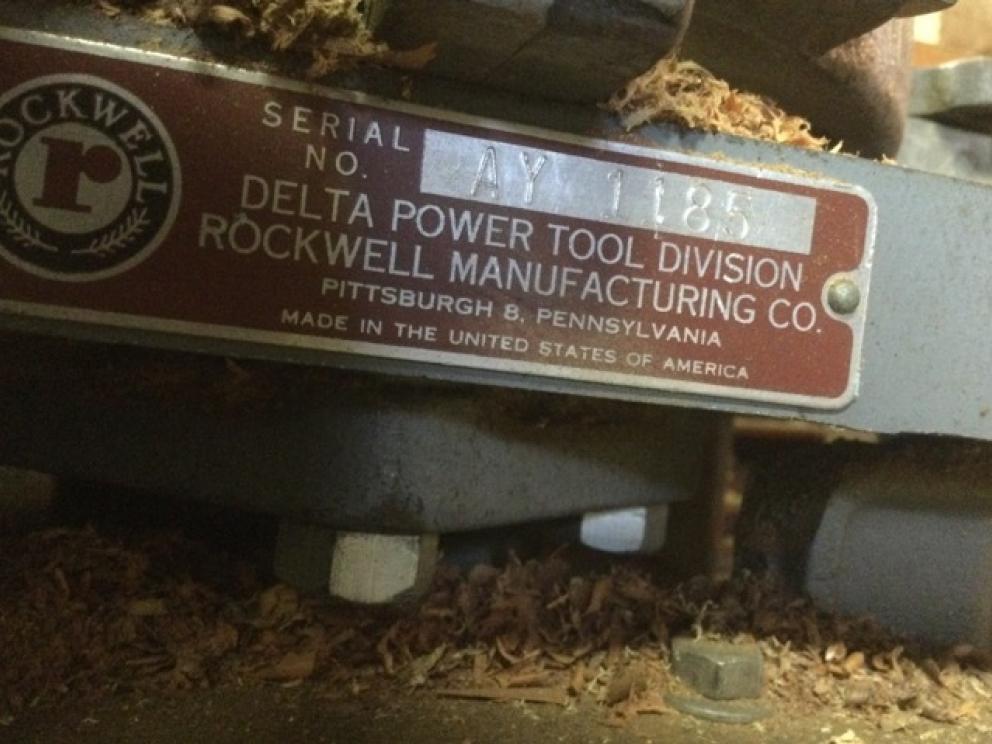 ROCKWELL
r
SERIAL
NO.
AY 1185
DELTA POWER TOOL DIVISION
ROCKWELL MANUFACTURING CO.
PITTSBURGH 8, PENNSYLVANIA
MADE IN THE UNITED STATES OF AMERICA